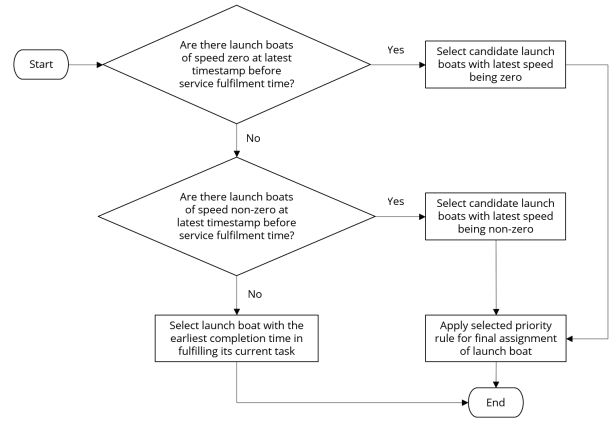 Start
Are there launch boats
of speed zero at latest
timestamp before
service fulfilment time?
Yes
Select candidate launch
boats with latest speed
being zero
No
Are there launch boats
of speed non-zero at
latest timestamp before
service fulfilment time?
Yes
Select candidate launch
boats with latest speed
being non-zero
No
Select launch boat with the
earliest completion time in
fulfilling its current task
Apply selected priority
rule for final assignment
of launch boat
End